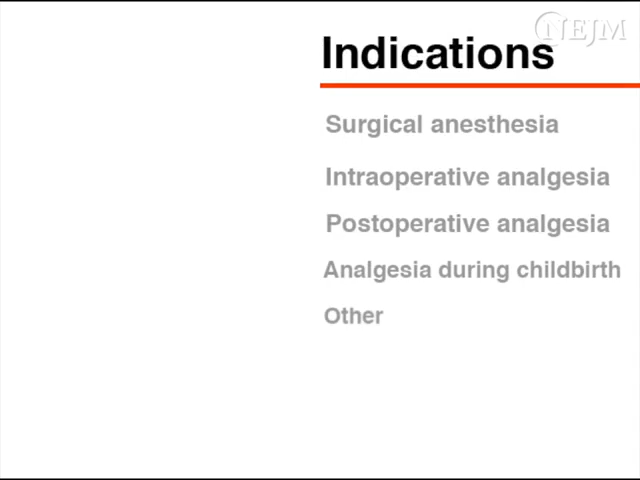 NEJM
Indications
Surgical anesthesia
Intraoperative analgesia
Postoperative analgesia
Analgesia during childbirth
Other